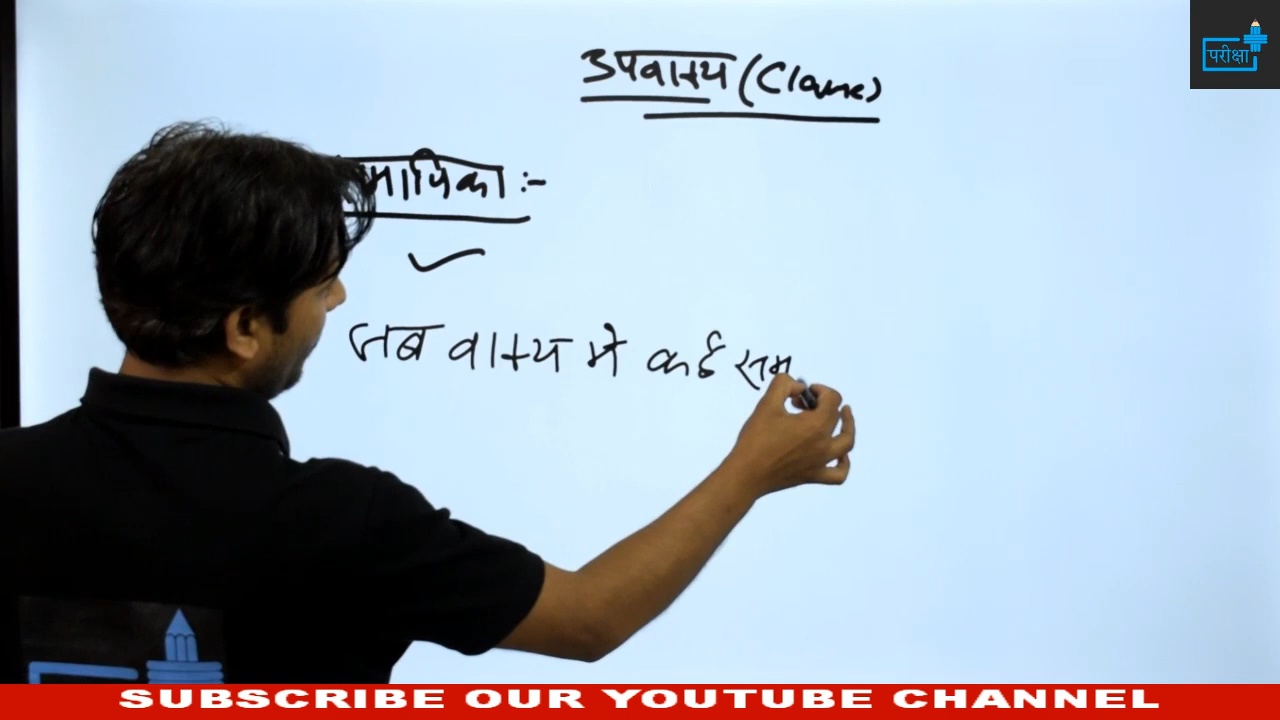 परीक्षा
उपवाक्य (Clause)
मापिका :-
जब वाक्य मे कई सम
SUBSCRIBE OUR YOUTUBE CHANNEL